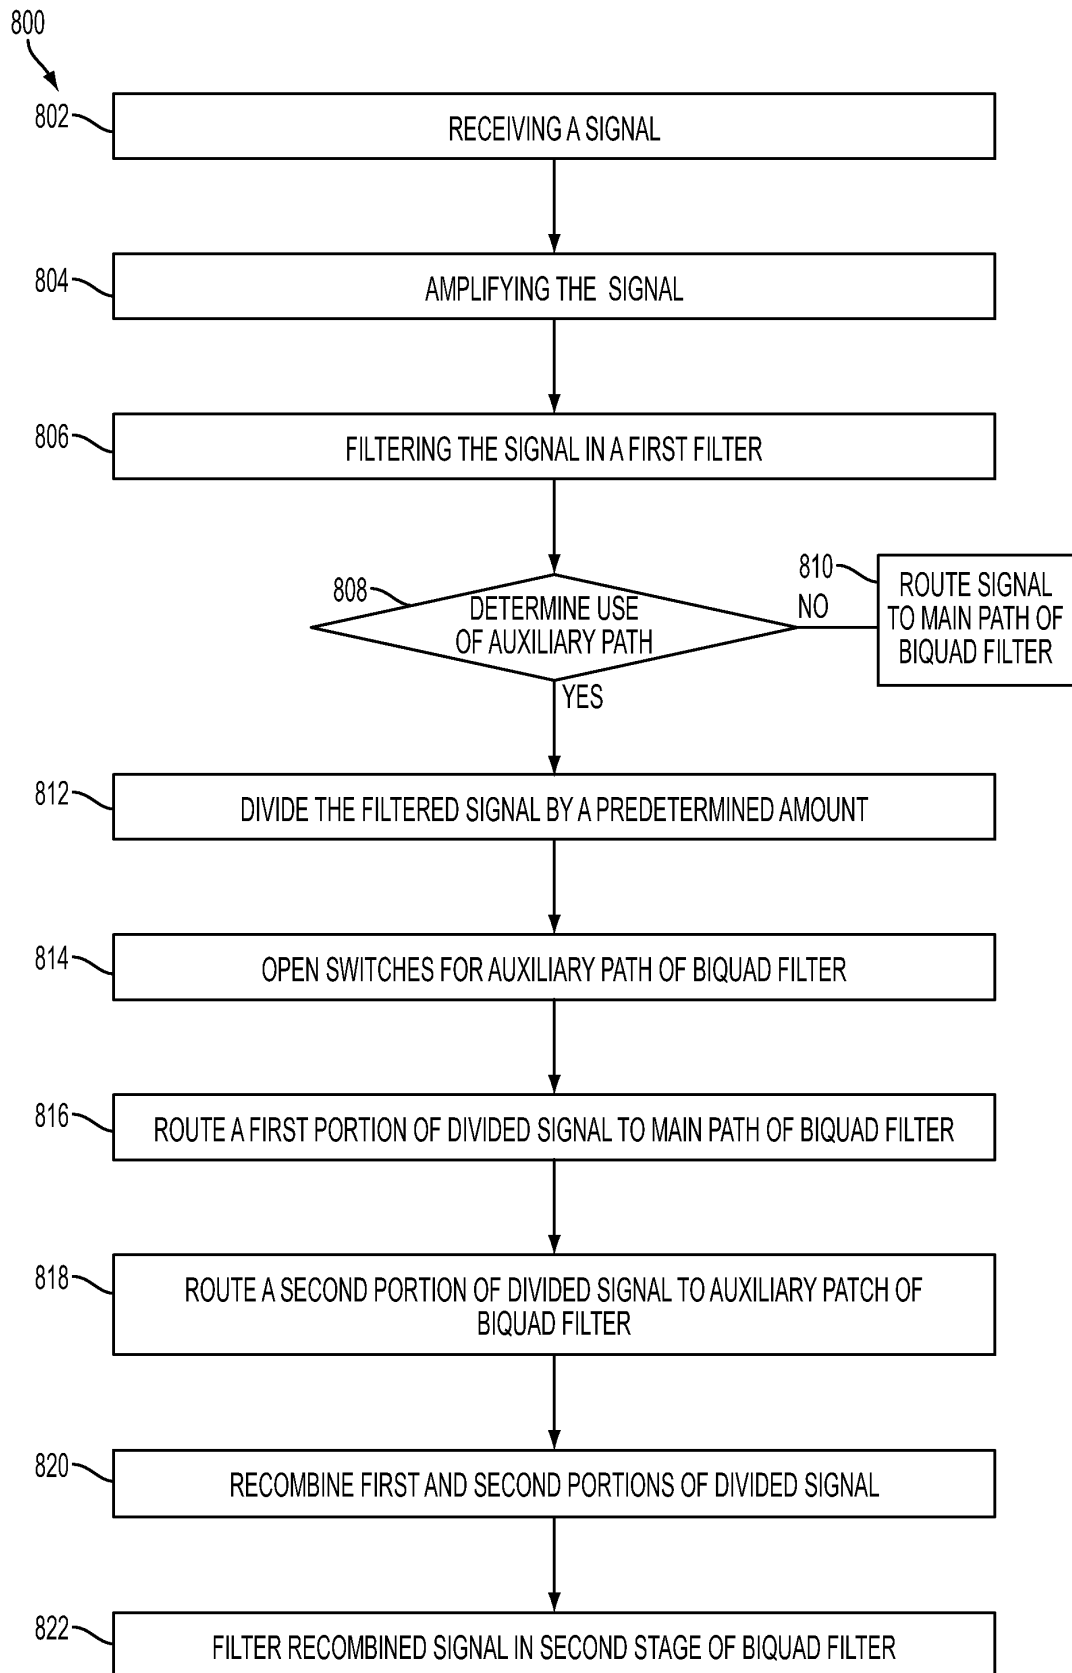 800
802
RECEIVING A SIGNAL
804
AMPLIFYING THE SIGNAL
806
FILTERING THE SIGNAL IN A FIRST FILTER
808
DETERMINE USE
OF AUXILIARY PATH
NO
810
ROUTE SIGNAL
TO MAIN PATH OF
BIQUAD FILTER
YES
812
DIVIDE THE FILTERED SIGNAL BY A PREDETERMINED AMOUNT
814
OPEN SWITCHES FOR AUXILIARY PATH OF BIQUAD FILTER
816
ROUTE A FIRST PORTION OF DIVIDED SIGNAL TO MAIN PATH OF BIQUAD FILTER
818
ROUTE A SECOND PORTION OF DIVIDED SIGNAL TO AUXILIARY PATCH OF
BIQUAD FILTER
820
RECOMBINE FIRST AND SECOND PORTIONS OF DIVIDED SIGNAL
822
FILTER RECOMBINED SIGNAL IN SECOND STAGE OF BIQUAD FILTER